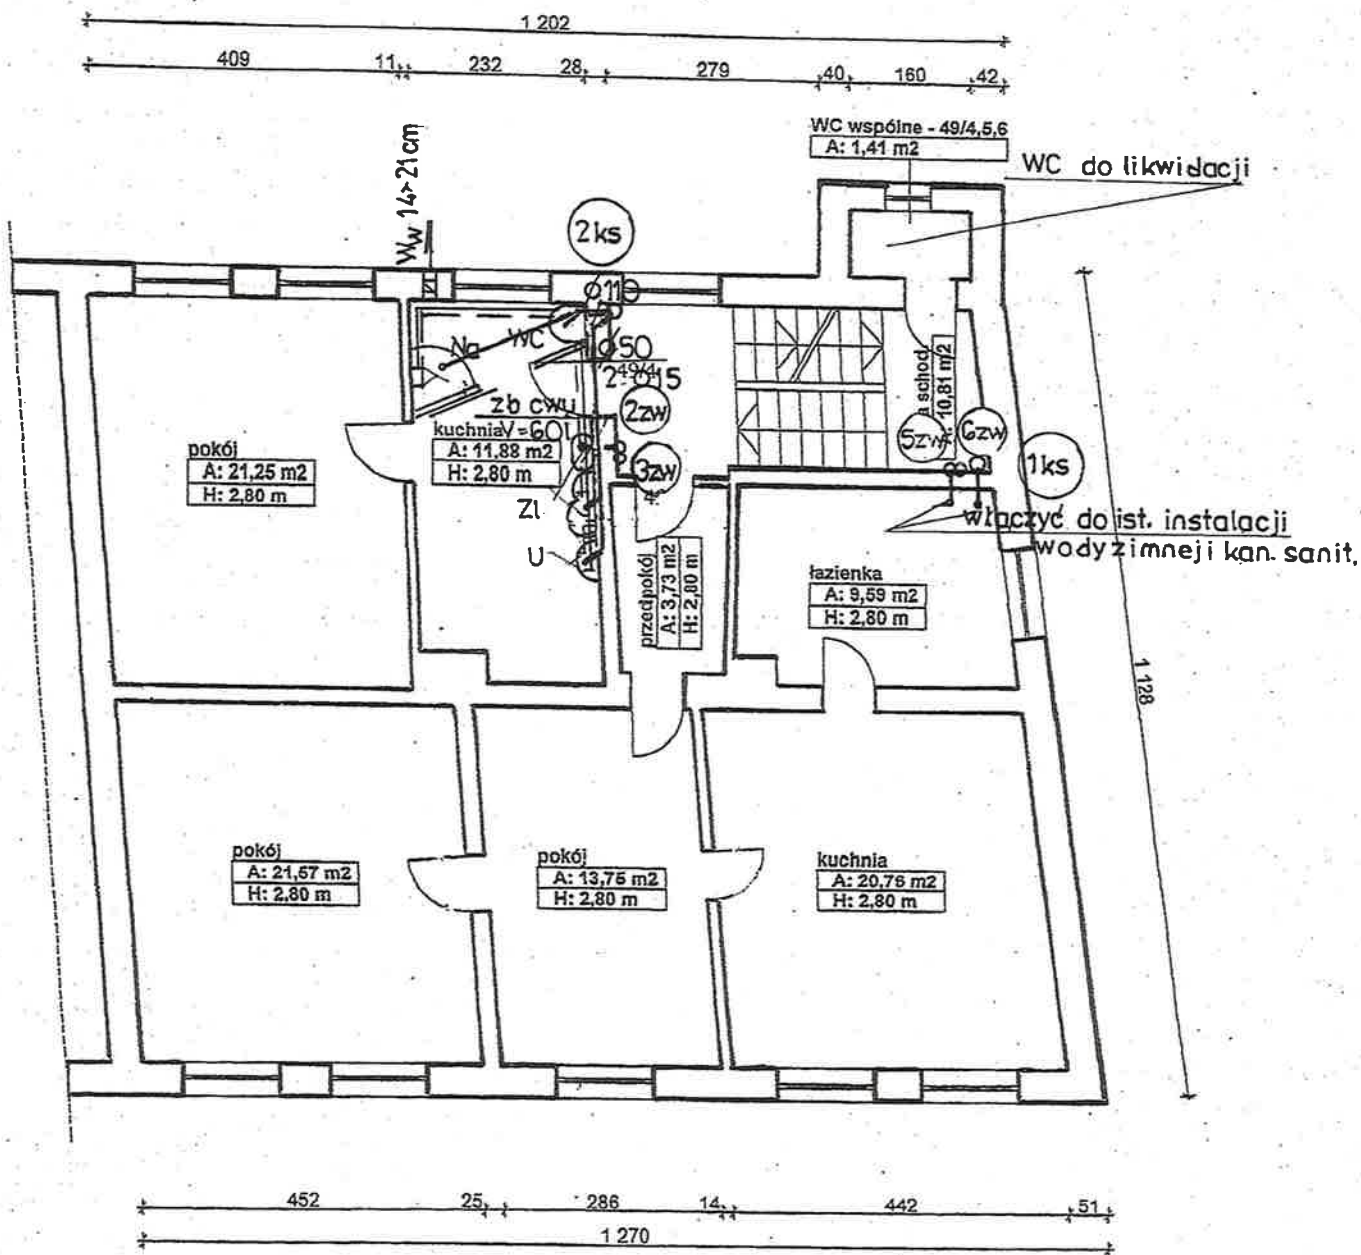 1 202
409 11 232 28 279 40 160 42
WC wspólne - 49/4,5,6
A: 1,41 m2
WC do likwidacji
Ww 14×21cm
2ks
11
Na WC
50
49/4
2zw
zb cwu
kuchnia V=60l
A: 11,88 m2
H: 2,80 m
pokój
A: 21,25 m2
H: 2,80 m
3zw
Zl
U
schod.
10,81 m2
5zw
6zw
1ks
włączyć do ist. instalacji
wody zimnej i kan. sanit.
przedpokój
A: 3,73 m2
H: 2,80 m
łazienka
A: 9,59 m2
H: 2,80 m
1 128
pokój
A: 21,57 m2
H: 2,80 m
pokój
A: 13,75 m2
H: 2,80 m
kuchnia
A: 20,76 m2
H: 2,80 m
452 25 286 14 442 51
1 270